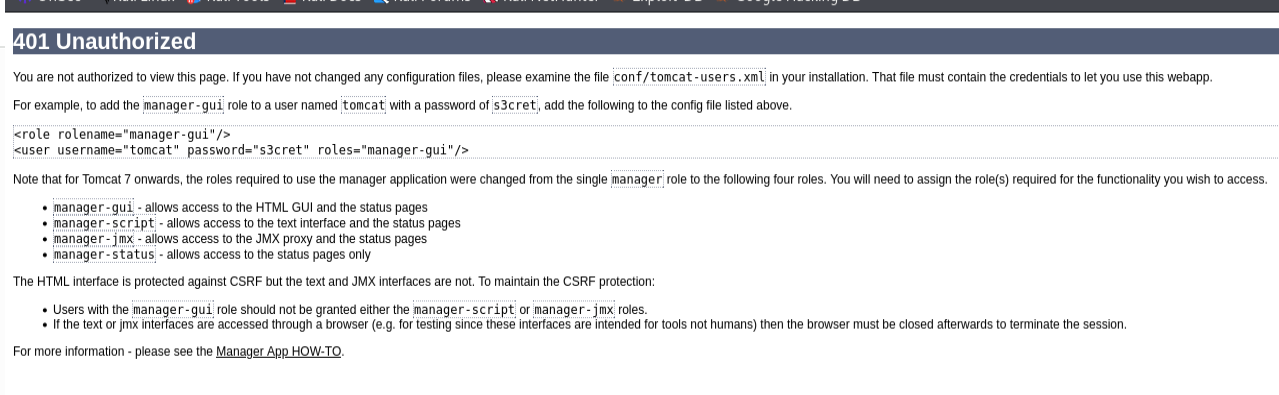 401 Unauthorized
You are not authorized to view this page. If you have not changed any configuration files, please examine the file conf/tomcat-users.xml in your installation. That file must contain the credentials to let you use this webapp.
For example, to add the manager-gui role to a user named tomcat with a password of s3cret, add the following to the config file listed above.
<role rolename="manager-gui"/>
<user username="tomcat" password="s3cret" roles="manager-gui"/>
Note that for Tomcat 7 onwards, the roles required to use the manager application were changed from the single manager role to the following four roles. You will need to assign the role(s) required for the functionality you wish to access.
• manager-gui - allows access to the HTML GUI and the status pages
• manager-script - allows access to the text interface and the status pages
• manager-jmx - allows access to the JMX proxy and the status pages
• manager-status - allows access to the status pages only
The HTML interface is protected against CSRF but the text and JMX interfaces are not. To maintain the CSRF protection:
• Users with the manager-gui role should not be granted either the manager-script or manager-jmx roles.
• If the text or jmx interfaces are accessed through a browser (e.g. for testing since these interfaces are intended for tools not humans) then the browser must be closed afterwards to terminate the session.
For more information - please see the Manager App HOW-TO.